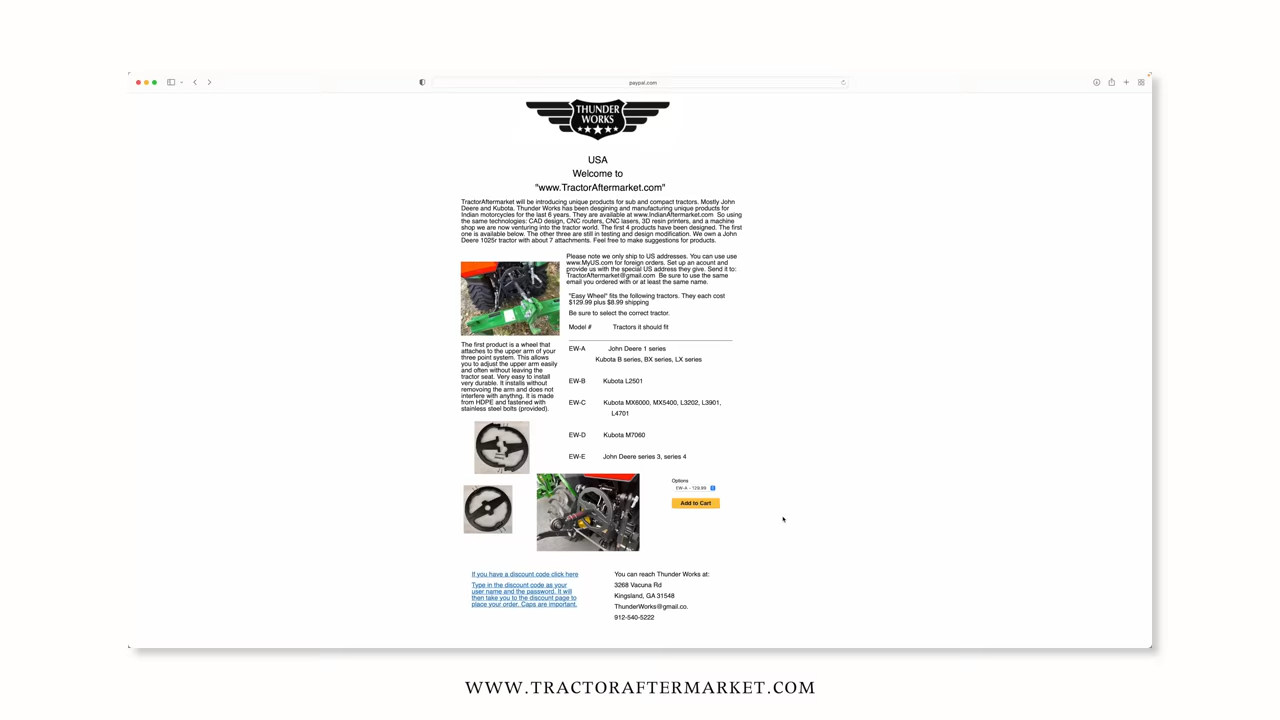 paypal.com
THUNDER
WORKS
USA
Welcome to
"www.TractorAftermarket.com"
TractorAftermarket will be introducing unique products for sub and compact tractors. Mostly John
Deere and Kubota. Thunder Works has been desgining and manufacturing unique products for
Indian motorcycles for the last 6 years. They are available at www.IndianAftermarket.com So using
the same technologies: CAD design, CNC routers, CNC lasers, 3D resin printers, and a machine
shop we are now venturing into the tractor world. The first 4 products have been designed. The first
one is available below. The other three are still in testing and design modification. We own a John
Deere 1025r tractor with about 7 attachments. Feel free to make suggestions for products.
Please note we only ship to US addresses. You can use use
www.MyUS.com for foreign orders. Set up an acount and
provide us with the special US address they give. Send it to:
TractorAftermarket@gmail.com Be sure to use the same
email you ordered with or at least the same name.
"Easy Wheel" fits the following tractors. They each cost
$129.99 plus $8.99 shipping
Be sure to select the correct tractor.
Model # Tractors it should fit
EW-A John Deere 1 series
Kubota B series, BX series, LX series
EW-B Kubota L2501
EW-C Kubota MX6000, MX5400, L3202, L3901,
L4701
EW-D Kubota M7060
EW-E John Deere series 3, series 4
The first product is a wheel that
attaches to the upper arm of your
three point system. This allows
you to adjust the upper arm easily
and often without leaving the
tractor seat. Very easy to install
very durable. It installs without
removoing the arm and does not
interfere with anythng. It is made
from HDPE and fastened with
stainless steel bolts (provided).
Options
EW-A - 129.99
Add to Cart
If you have a discount code click here
Type in the discount code as your
user name and the password. It will
then take you to the discount page to
place your order. Caps are important.
You can reach Thunder Works at:
3268 Vacuna Rd
Kingsland, GA 31548
ThunderWorks@gmail.co.
912-540-5222
WWW.TRACTORAFTERMARKET.COM